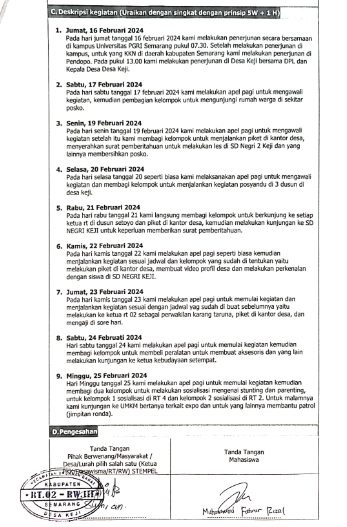 C. Deskripsi kegiatan (Uraikan dengan singkat dengan prinsip 5W + 1 H)
1. Jumat, 16 Februari 2024
Pada hari jumat tanggal 16 februari 2024 kami melakukan penerjunan secara bersamaan
di kampus Universitas PGRI Semarang pukul 07.30. Setelah melakukan penerjunan di
kampus, untuk yang KKN di daerah kabupaten Semarang kami melakukan penerjunan di
Pendopo. Pada pukul 13.00 kami melakukan penerjunan di Desa Keji bersama DPL dan
Kepala Desa Desa Keji.
2. Sabtu, 17 Februari 2024
Pada hari sabtu tanggal 17 februari 2024 kami melakukan apel pagi untuk mengawali
kegiatan, kemudian pembagian kelompok untuk mengunjungi rumah warga di sekitar
posko.
3. Senin, 19 Februari 2024
Pada hari senin tanggal 19 februari 2024 kami melakukan apel pagi untuk mengawali
kegiatan setelah itu kami membagi kelompok untuk menjalankan piket di kantor desa,
menyerahkan surat pemberitahuan untuk melakukan les di SD Negri 2 Keji dan yang
lainnya membersihkan posko.
4. Selasa, 20 Februari 2024
Pada hari selasa tanggal 20 seperti biasa kami melaksanakan apel pagi untuk mengawali
kegiatan dan membagi kelompok untuk menjalankan kegiatan posyandu di 3 dusun di
desa keji.
5. Rabu, 21 Februari 2024
Pada hari rabu tanggal 21 kami langsung membagi kelompok untuk berkunjung ke setiap
ketua rt di dusun setoyo dan piket di kantor desa, kemudian melakukan kunjungan ke SD
NEGRI KEJI untuk keperluan memberikan surat pemberitahuan.
6. Kamis, 22 Februari 2024
Pada hari kamis tanggal 22 kami melakukan apel pagi seperti biasa kemudian
menjalankan kegiatan sesuai jadwal dan kelompok yang sudah di tentukan yaitu
melakukan piket di kantor desa, membuat video profil desa dan melakukan perkenalan
dengan siswa di SD NEGRI KEJI.
7. Jumat, 23 Februari 2024
Pada hari kamis tanggal 23 kami melakukan apel pagi untuk memulai kegiatan dan
menjalankan kegiatan sesuai dengan jadwal yag sudah di buat sebelumnya yaitu
melakukan ke ketua rt 02 sebagai perwakilan karang taruna, piket di kantor desa, dan
mengaji di sore hari.
8. Sabtu, 24 Februati 2024
Hari sabtu tanggal 24 kami melakukan apel pagi untuk memulai kegiatan kemudian
membagi kelompok untuk membeli peralatan untuk membuat aksesoris dan yang lain
melakukan kunjungan ke ketua kebudayaan setempat.
9. Minggu, 25 Februari 2024
Hari Minggu tanggal 25 kami melakukan apel pagi untuk memulai kegiatan kemudian
membagi dua kelompok untuk melakukan sosialisasi mengenai stunting dan parenting,
untuk kelompok 1 sosialisasi di RT 4 dan kelompok 2 sosialisasi di RT 2. Untuk malamnya
kami kunjungan ke UMKM bertanya terkait expo dan untuk yang lainnya membantu patrol
(jimpitan ronda).
D. Pengesahan
Tanda Tangan
Pihak Berwenang/Masyarakat /
Desa/Lurah pilih salah satu (Ketua
STEMPEL
Tanda Tangan
Mahasiswa
KABUPATEN
RT.02 - RW.III
SEMARANG